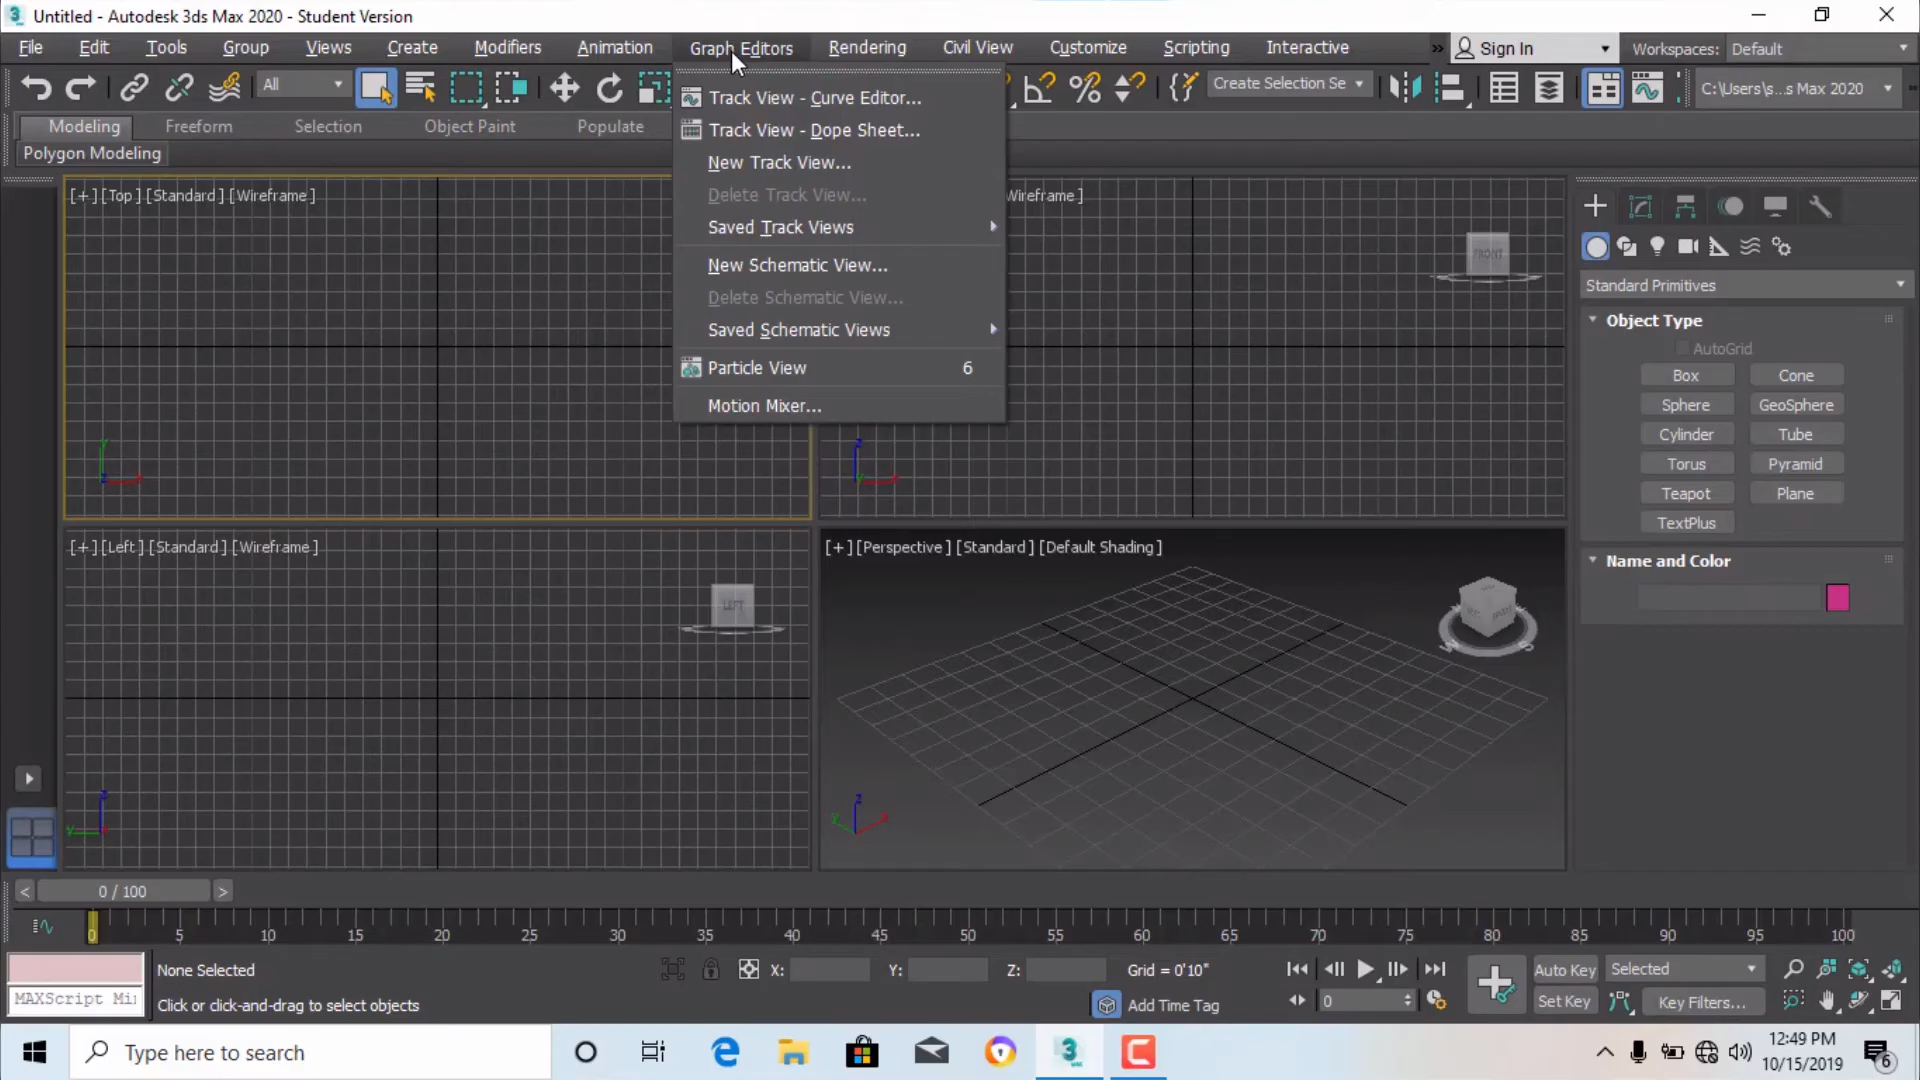 Untitled - Autodesk 3ds Max 2020 - Student Version
File Edit Tools Group Views Create Modifiers Animation Graph Editors Rendering Civil View Customize Scripting Interactive Sign In Workspaces: Default
All Create Selection Se C:\Users\s...s Max 2020
Modeling Freeform Selection Object Paint Populate
Polygon Modeling
Track View - Curve Editor...
Track View - Dope Sheet...
New Track View...
Delete Track View...
Saved Track Views
New Schematic View...
Delete Schematic View...
Saved Schematic Views
Particle View 6
Motion Mixer...
[+] [Top] [Standard] [Wireframe]
Wireframe]
FRONT
z
x
y
z
x
y
[+] [Left] [Standard] [Wireframe]
LEFT
z
y
[+] [Perspective] [Standard] [Default Shading]
W S
z
y x
Standard Primitives
Object Type
AutoGrid
Box Cone
Sphere GeoSphere
Cylinder Tube
Torus Pyramid
Teapot Plane
TextPlus
Name and Color
< 0 / 100 >
0 5 10 15 20 25 30 35 40 45 50 55 60 65 70 75 80 85 90 95 100
None Selected X: Y: Z: Grid = 0'10" Auto Key Selected
MAXScript Mi Click or click-and-drag to select objects Add Time Tag 0 Set Key Key Filters...
Type here to search
12:49 PM
10/15/2019
6